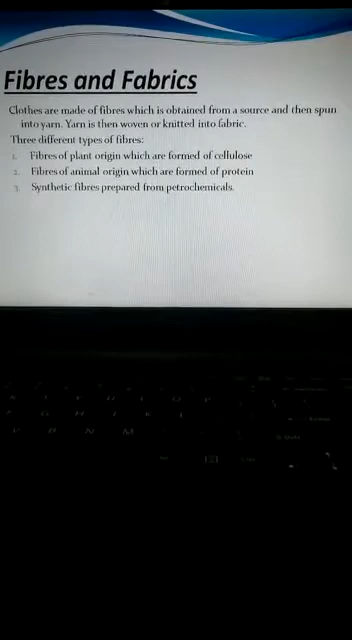 Fibres and Fabrics
Clothes are made of fibres which is obtained from a source and then spun
into yarn. Yarn is then woven or knitted into fabric.
Three different types of fibres:
1. Fibres of plant origin which are formed of cellulose
2. Fibres of animal origin which are formed of protein
3. Synthetic fibres prepared from petrochemicals.